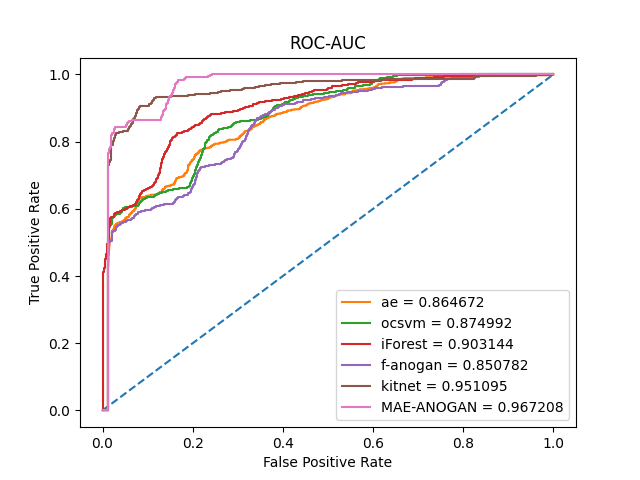 ROC-AUC
True Positive Rate
1.0
0.8
0.6
0.4
0.2
0.0
ae = 0.864672
ocsvm = 0.874992
iForest = 0.903144
f-anogan = 0.850782
kitnet = 0.951095
MAE-ANOGAN = 0.967208
0.0 0.2 0.4 0.6 0.8 1.0
False Positive Rate